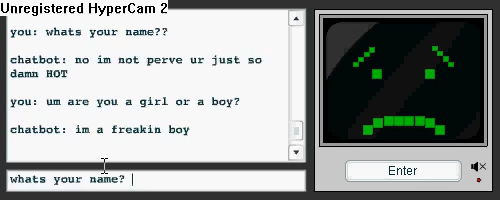 Unregistered HyperCam 2
you: whats your name??
chatbot: no im not perve ur just so
damn HOT
you: um are you a girl or a boy?
chatbot: im a freakin boy
whats your name?
Enter